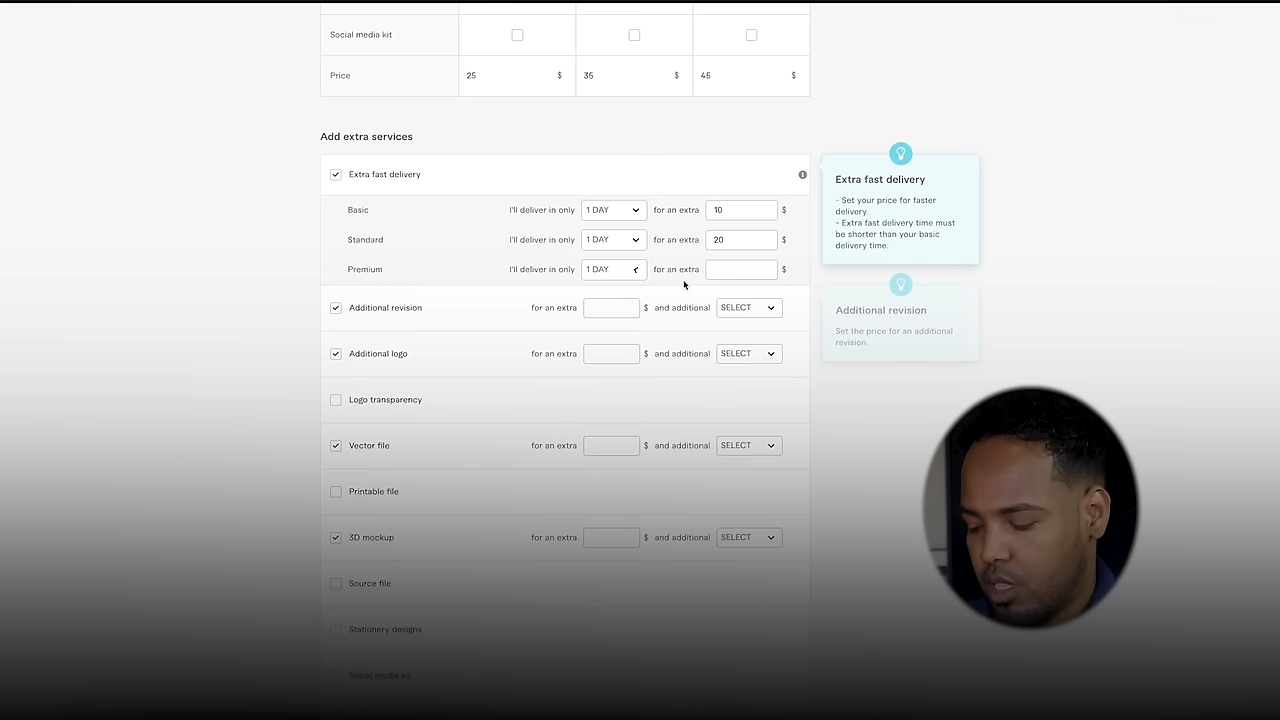 Social media kit
Price 25 $ 35 $ 45 $
Add extra services
Extra fast delivery
Basic I'll deliver in only 1 DAY for an extra 10 $
Standard I'll deliver in only 1 DAY for an extra 20 $
Premium I'll deliver in only 1 DAY for an extra $
Additional revision for an extra $ and additional SELECT
Additional logo for an extra $ and additional SELECT
Logo transparency
Vector file for an extra $ and additional SELECT
Printable file
3D mockup for an extra $ and additional SELECT
Source file
Stationery designs
Social media kit
Extra fast delivery
- Set your price for faster
delivery.
- Extra fast delivery time must
be shorter than your basic
delivery time.
Additional revision
Set the price for an additional
revision.